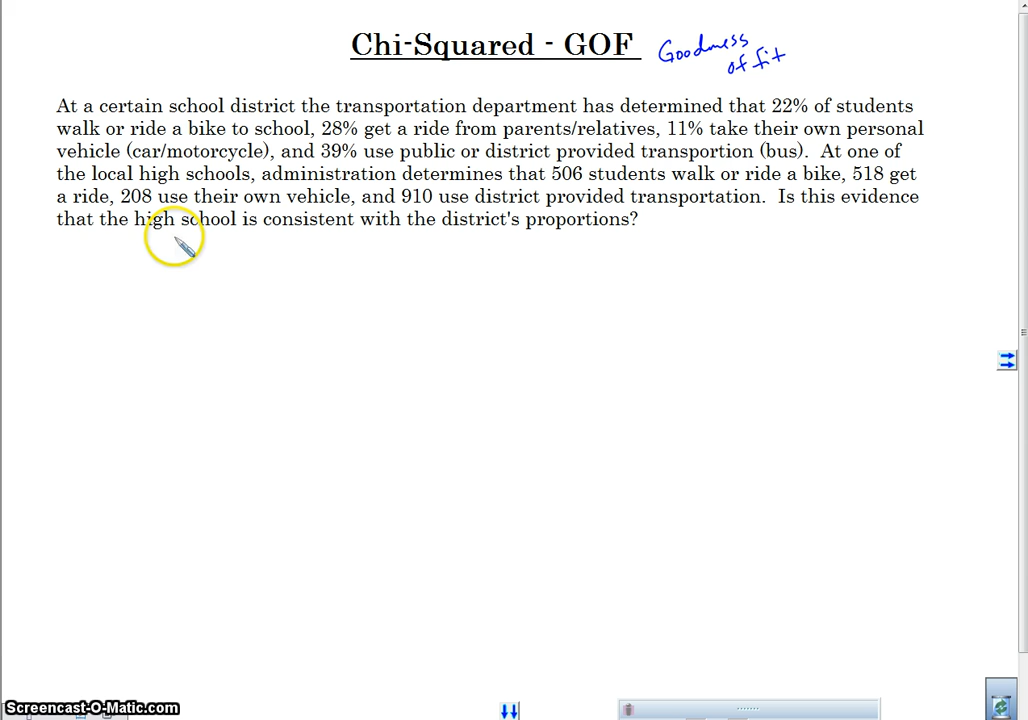 Chi-Squared - GOF Goodness
of fit
At a certain school district the transportation department has determined that 22% of students
walk or ride a bike to school, 28% get a ride from parents/relatives, 11% take their own personal
vehicle (car/motorcycle), and 39% use public or district provided transportion (bus). At one of
the local high schools, administration determines that 506 students walk or ride a bike, 518 get
a ride, 208 use their own vehicle, and 910 use district provided transportation. Is this evidence
that the high school is consistent with the district's proportions?
Screencast-O-Matic.com